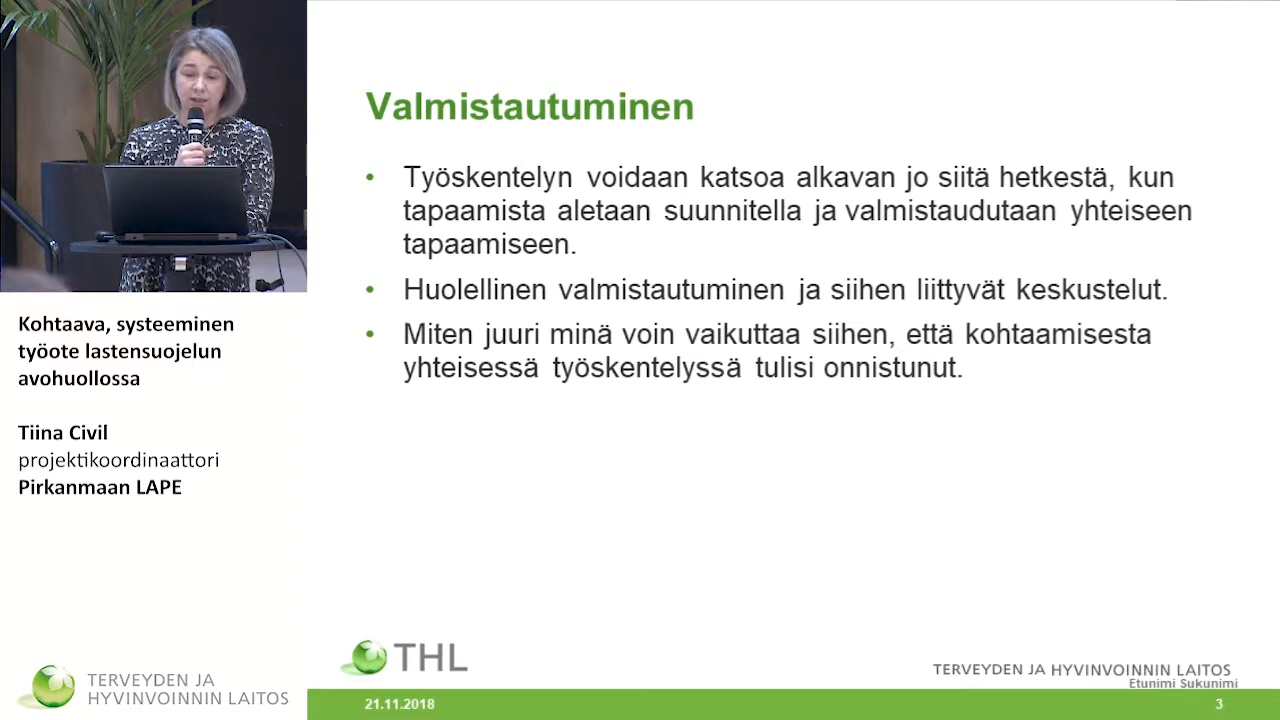 Valmistautuminen
• Työskentelyn voidaan katsoa alkavan jo siitä hetkestä, kun
tapaamista aletaan suunnitella ja valmistaudutaan yhteiseen
tapaamiseen.
• Huolellinen valmistautuminen ja siihen liittyvät keskustelut.
• Miten juuri minä voin vaikuttaa siihen, että kohtaamisesta
yhteisessä työskentelyssä tulisi onnistunut.
Kohtaava, systeeminen
työote lastensuojelun
avohuollossa
Tiina Civil
projektikoordinaattori
Pirkanmaan LAPE
TERVEYDEN JA
HYVINVOINNIN LAITOS
THL
TERVEYDEN JA HYVINVOINNIN LAITOS
Etunimi Sukunimi
21.11.2018
3